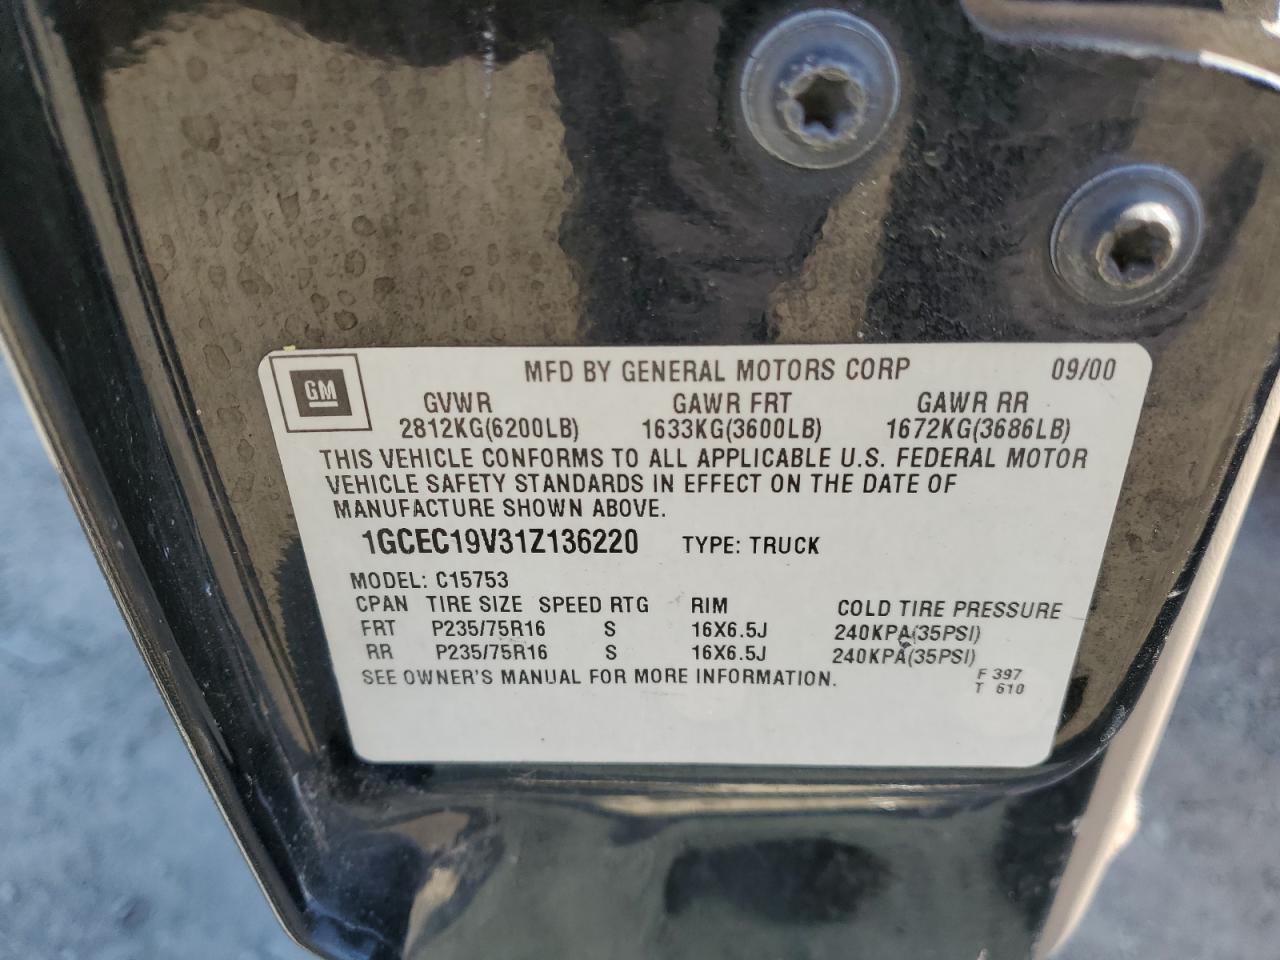 GM
MFD BY GENERAL MOTORS CORP 09/00
GVWR GAWR FRT GAWR RR
2812KG(6200LB) 1633KG(3600LB) 1672KG(3686LB)
THIS VEHICLE CONFORMS TO ALL APPLICABLE U.S. FEDERAL MOTOR
VEHICLE SAFETY STANDARDS IN EFFECT ON THE DATE OF
MANUFACTURE SHOWN ABOVE.
1GCEC19V31Z136220 TYPE: TRUCK
MODEL: C15753
CPAN TIRE SIZE SPEED RTG RIM COLD TIRE PRESSURE
FRT P235/75R16 S 16X6.5J 240KPA(35PSI)
RR P235/75R16 S 16X6.5J 240KPA(35PSI)
SEE OWNER'S MANUAL FOR MORE INFORMATION. F 397
T 610